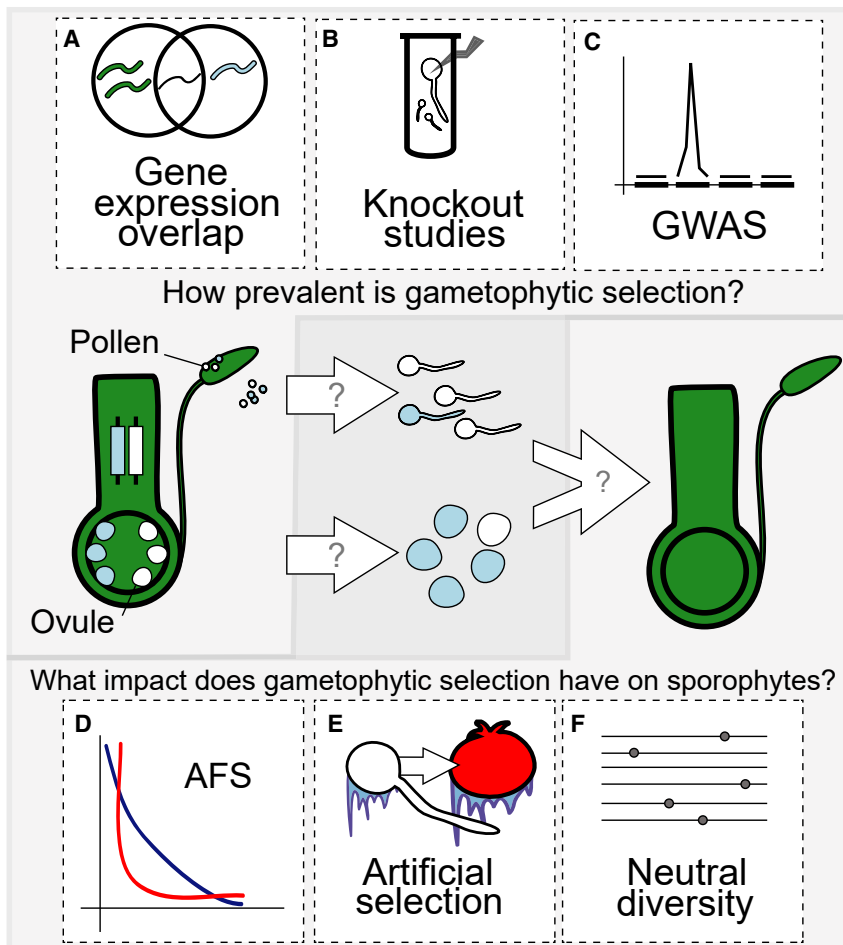 A
Gene
expression
overlap
B
Knockout
studies
C
GWAS
How prevalent is gametophytic selection?
Pollen
?
?
?
Ovule
What impact does gametophytic selection have on sporophytes?
D
AFS
E
Artificial
selection
F
Neutral
diversity